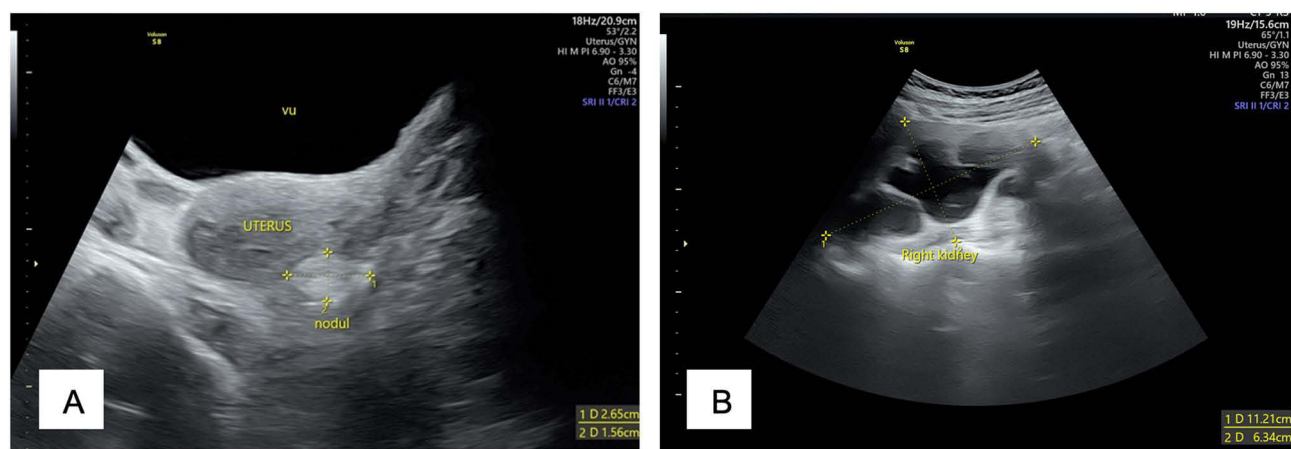 Voluson
S8
18Hz/20.9cm
53°/2.2
Uterus/GYN
HI M PI 6.90 - 3.30
AO 95%
Gn -4
C6/M7
FF3/E3
SRI II 1/CRI 2
vu
UTERUS
1
2
nodul
A
1 D 2.65cm
2 D 1.56cm
Voluson
S8
19Hz/15.6cm
65°/1.1
Uterus/GYN
HI M PI 6.90 - 3.30
AO 95%
Gn 13
C6/M7
FF3/E3
SRI II 1/CRI 2
1
Right kidney
B
1 D 11.21cm
2 D 6.34cm